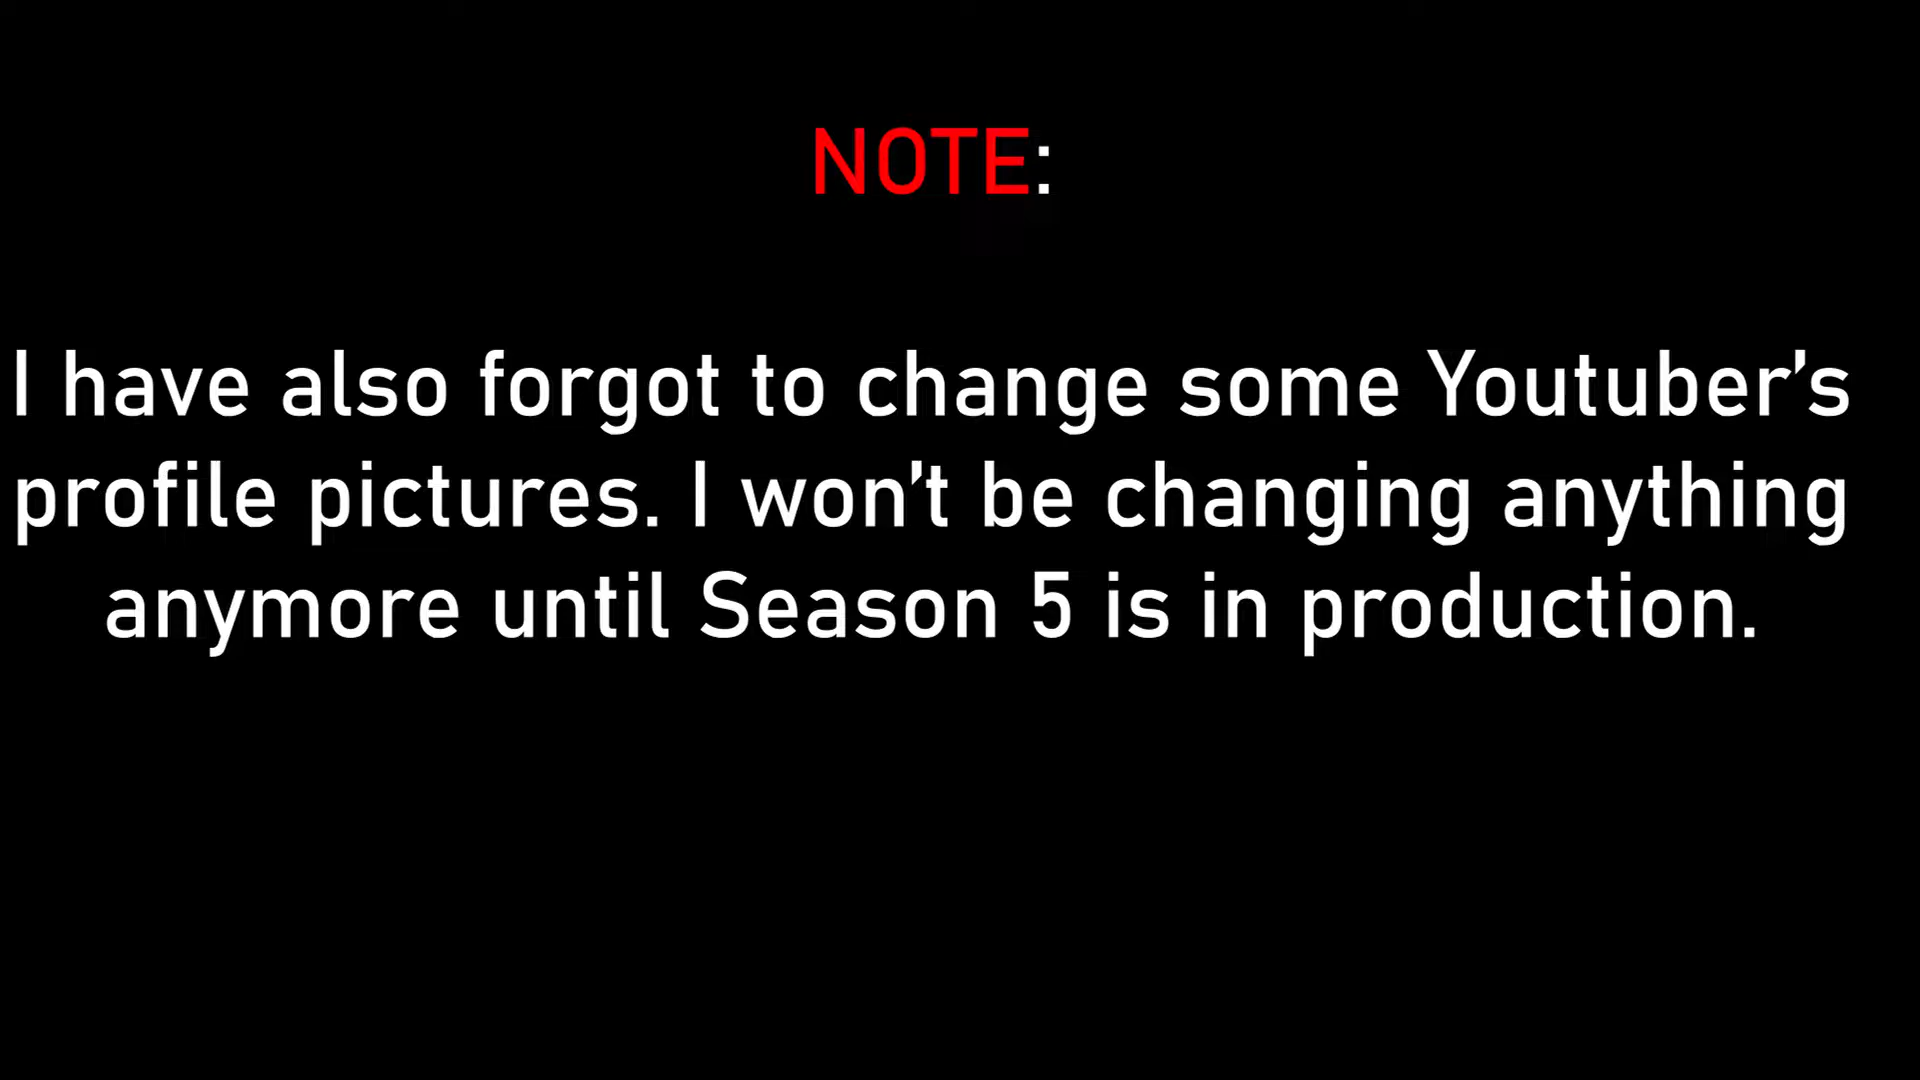 NOTE:
I have also forgot to change some Youtuber’s
profile pictures. I won’t be changing anything
anymore until Season 5 is in production.